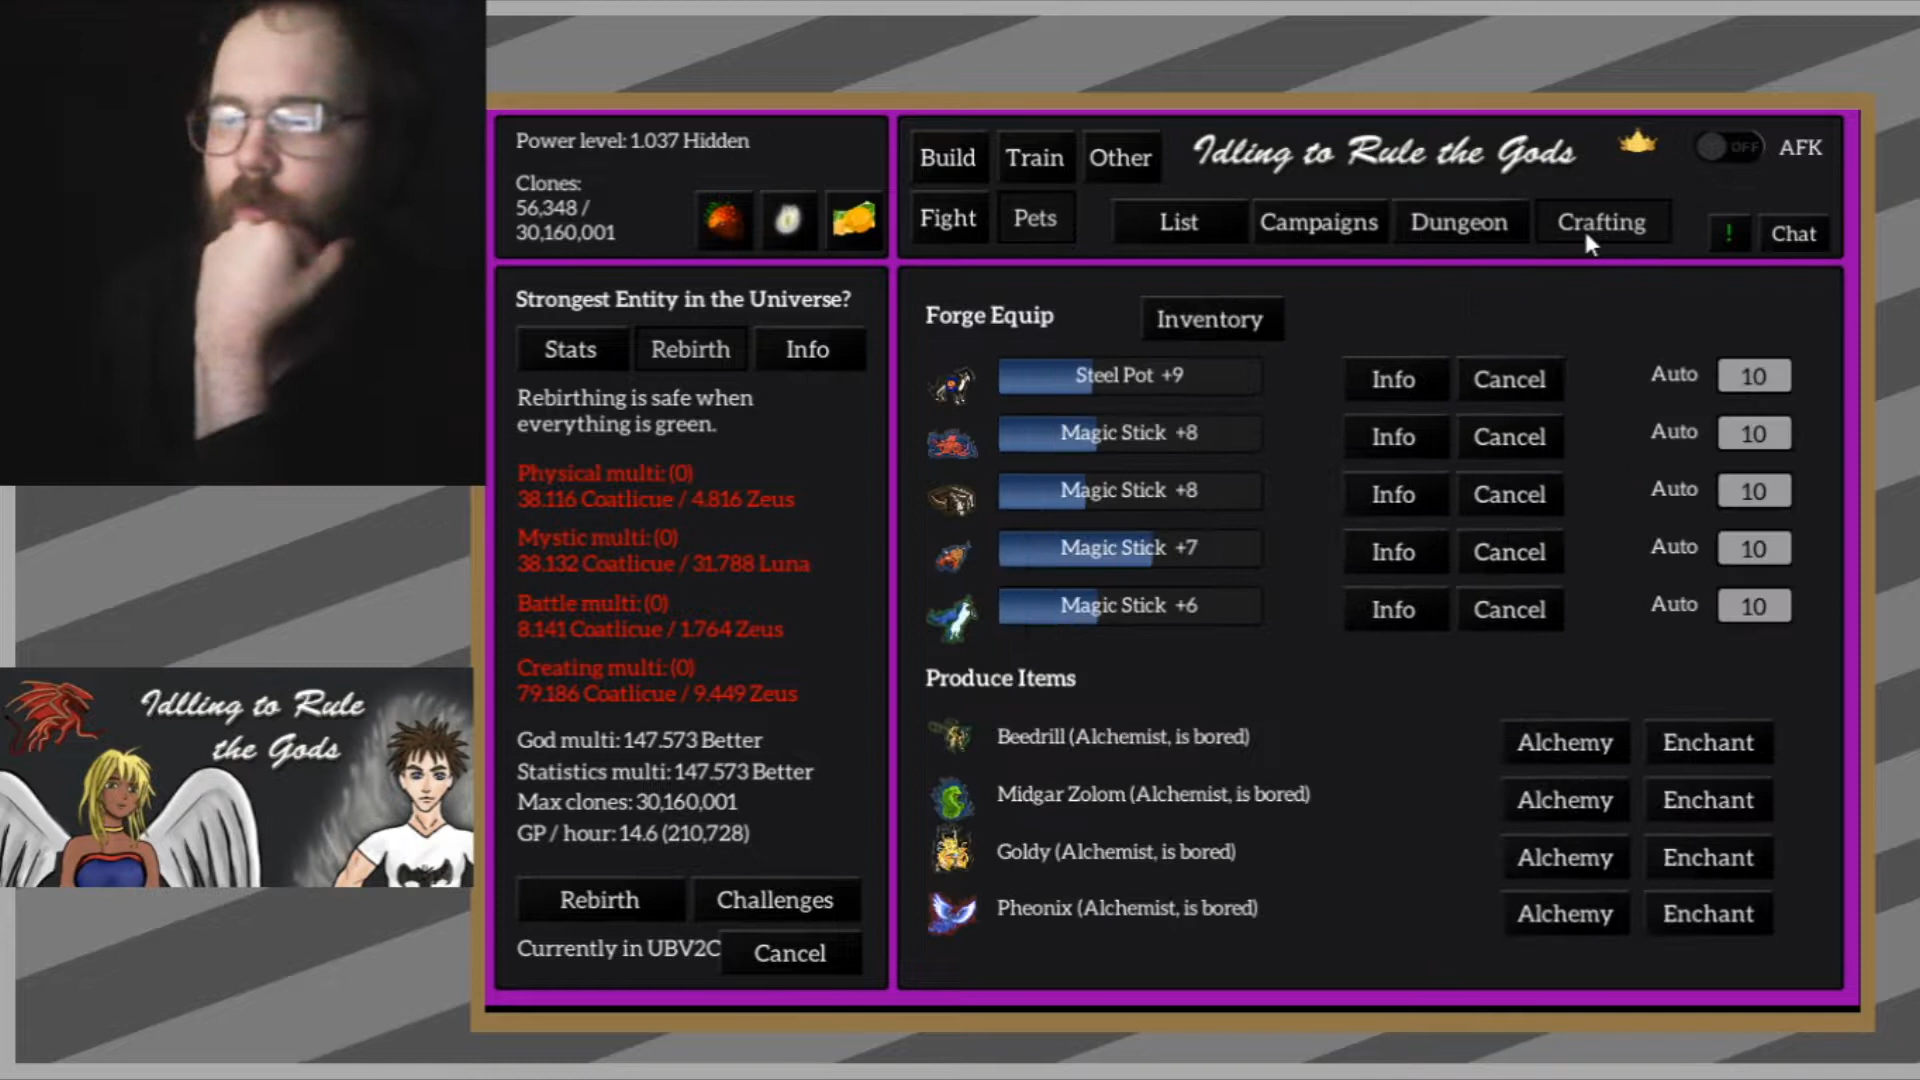 Power level: 1.037 Hidden
Clones:
56,348 /
30,160,001
Build
Train
Other
Idling to Rule the Gods
OFF
AFK
Fight
Pets
List
Campaigns
Dungeon
Crafting
!
Chat
Strongest Entity in the Universe?
Stats
Rebirth
Info
Rebirthing is safe when
everything is green.
Physical multi: (0)
38.116 Coatlicue / 4.816 Zeus
Mystic multi: (0)
38.132 Coatlicue / 31.788 Luna
Battle multi: (0)
8.141 Coatlicue / 1.764 Zeus
Creating multi: (0)
79.186 Coatlicue / 9.449 Zeus
God multi: 147.573 Better
Statistics multi: 147.573 Better
Max clones: 30,160,001
GP / hour: 14.6 (210,728)
Rebirth
Challenges
Currently in UBV2C
Cancel
Forge Equip
Inventory
Steel Pot +9
Info
Cancel
Auto
10
Magic Stick +8
Info
Cancel
Auto
10
Magic Stick +8
Info
Cancel
Auto
10
Magic Stick +7
Info
Cancel
Auto
10
Magic Stick +6
Info
Cancel
Auto
10
Produce Items
Beedrill (Alchemist, is bored)
Alchemy
Enchant
Midgar Zolom (Alchemist, is bored)
Alchemy
Enchant
Goldy (Alchemist, is bored)
Alchemy
Enchant
Pheonix (Alchemist, is bored)
Alchemy
Enchant
Idlling to Rule
the Gods